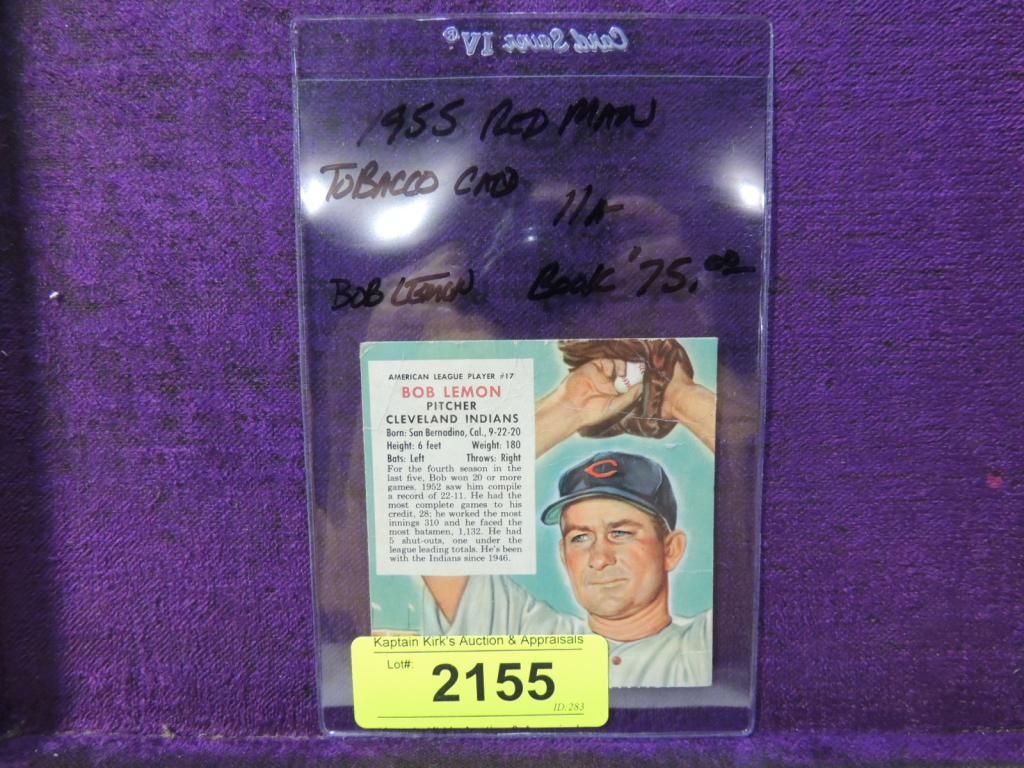 Card Saver IV®
1955 RED MAN
TOBACCO CARD 11A
BOB LEMON BOOK $75.00
AMERICAN LEAGUE PLAYER #17
BOB LEMON
PITCHER
CLEVELAND INDIANS
Born: San Bernadino, Cal., 9-22-20
Height: 6 feet Weight: 180
Bats: Left Throws: Right
For the fourth season in the
last five, Bob won 20 or more
games. 1952 saw him compile
a record of 22-11. He had the
most complete games to his
credit, 28; he worked the most
innings 310 and he faced the
most batsmen, 1,132. He had
5 shut-outs, one under the
league leading totals. He's been
with the Indians since 1946.
C
Kaptain Kirk's Auction & Appraisals
Lot#: 2155
ID:283